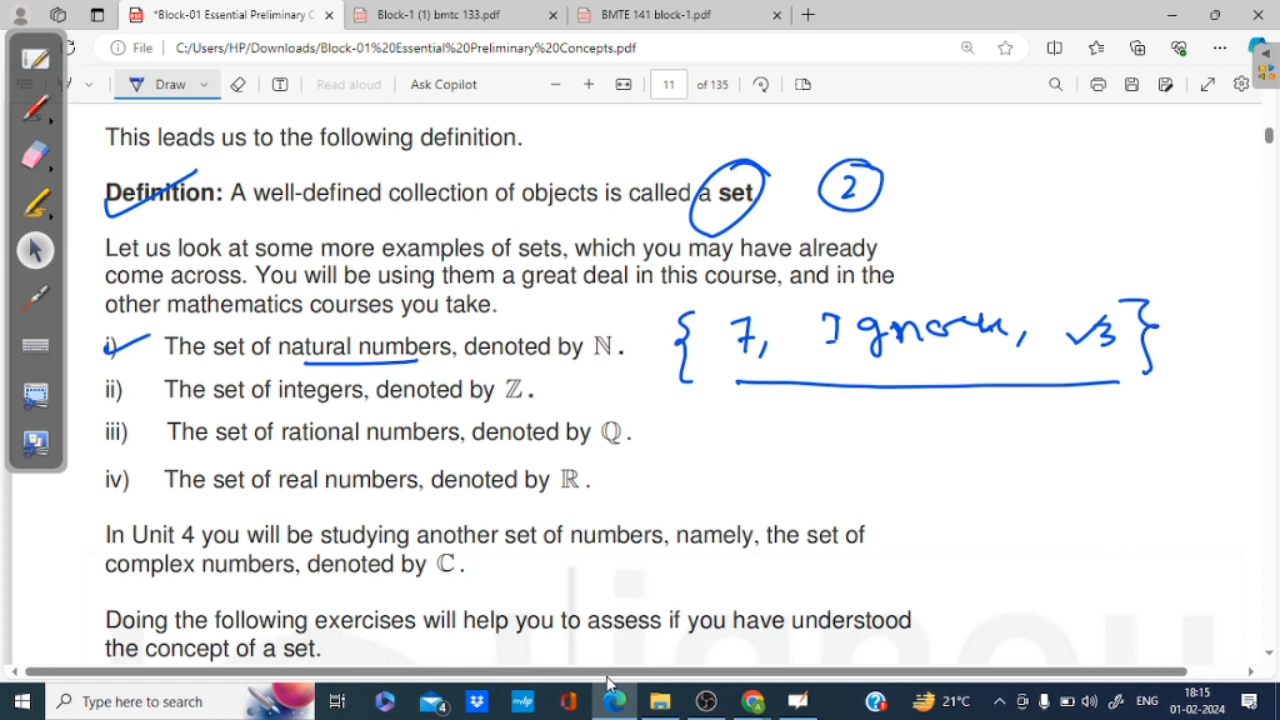 *Block-01 Essential Preliminary C
Block-1 (1) bmtc 133.pdf
BMTE 141 block-1.pdf
File
C:/Users/HP/Downloads/Block-01%20Essential%20Preliminary%20Concepts.pdf
Draw
Read aloud
Ask Copilot
11
of 135
This leads us to the following definition.
Definition: A well-defined collection of objects is called a set
2
Let us look at some more examples of sets, which you may have already
come across. You will be using them a great deal in this course, and in the
other mathematics courses you take.
i) The set of natural numbers, denoted by ℕ.
{ 7, Ignou, √3 }
ii) The set of integers, denoted by ℤ.
iii) The set of rational numbers, denoted by ℚ.
iv) The set of real numbers, denoted by ℝ.
In Unit 4 you will be studying another set of numbers, namely, the set of
complex numbers, denoted by ℂ.
Doing the following exercises will help you to assess if you have understood
the concept of a set.
ignou
Type here to search
4
21°C
ENG
18:15
01-02-2024